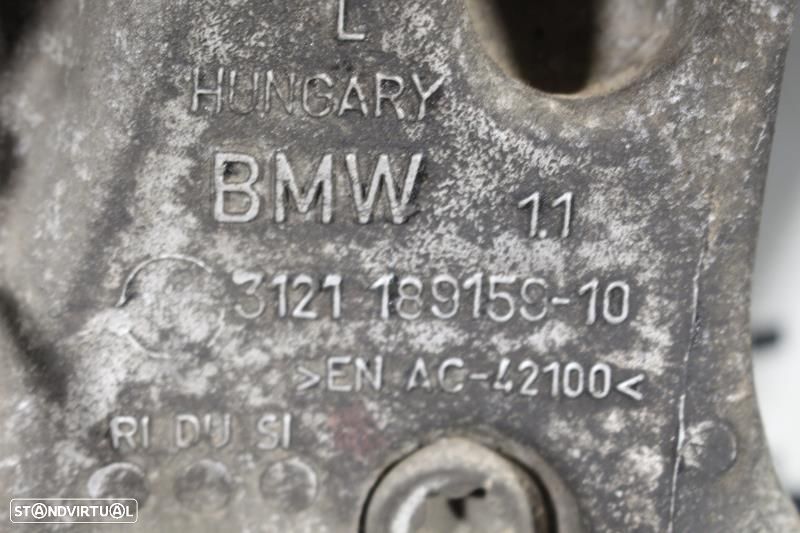 L
HUNGARY
BMW 1.1
3121 189159-10
>EN AC-42100<
RI DU SI
STANDVIRTUAL